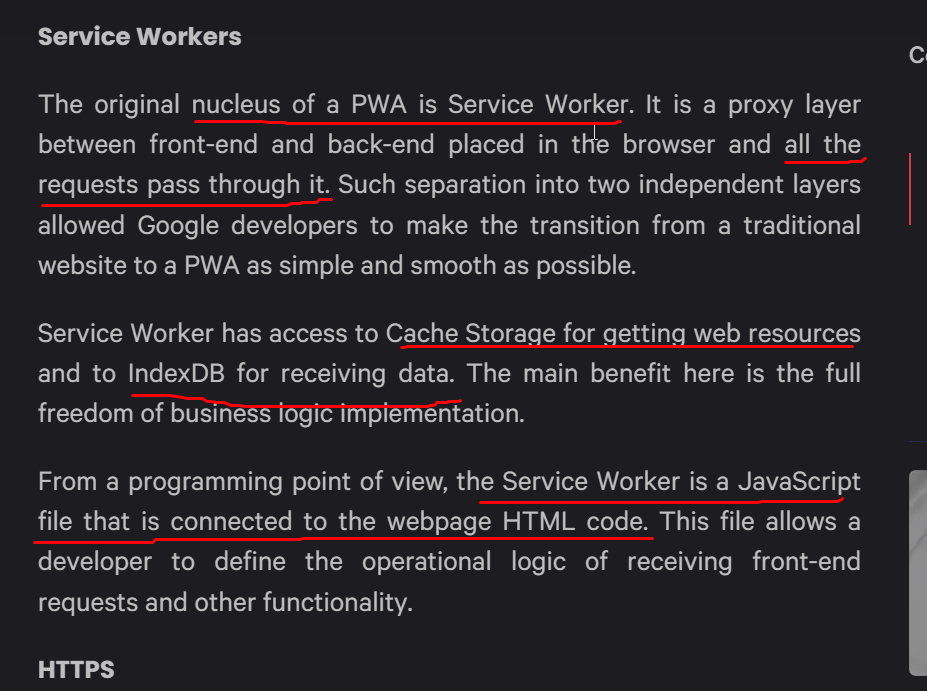 Service Workers
C
The original nucleus of a PWA is Service Worker. It is a proxy layer
between front-end and back-end placed in the browser and all the
requests pass through it. Such separation into two independent layers
allowed Google developers to make the transition from a traditional
website to a PWA as simple and smooth as possible.
Service Worker has access to Cache Storage for getting web resources
and to IndexDB for receiving data. The main benefit here is the full
freedom of business logic implementation.
From a programming point of view, the Service Worker is a JavaScript
file that is connected to the webpage HTML code. This file allows a
developer to define the operational logic of receiving front-end
requests and other functionality.
HTTPS